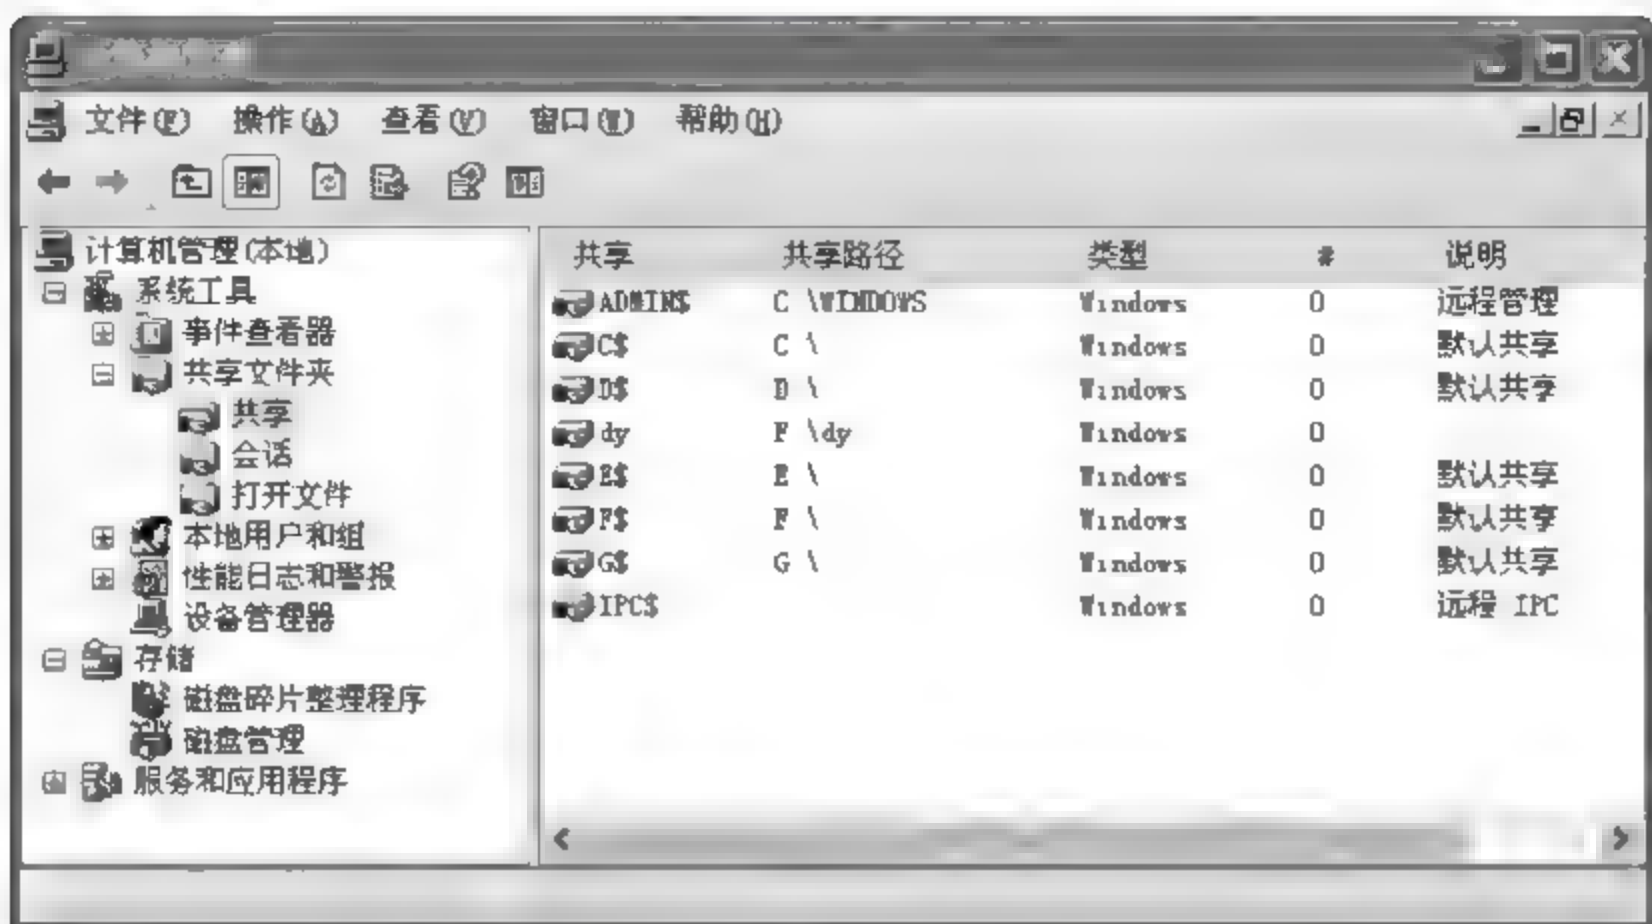 文件(F) 操作(A) 查看(V) 窗口(W) 帮助(H)
计算机管理(本地)
系统工具
事件查看器
共享文件夹
共享
会话
打开文件
本地用户和组
性能日志和警报
设备管理器
存储
磁盘碎片整理程序
磁盘管理
服务和应用程序
共享 共享路径 类型 # 说明
ADMIN$ C \WINDOWS Windows 0 远程管理
C$ C \ Windows 0 默认共享
D$ D \ Windows 0 默认共享
dy F \dy Windows 0
E$ E \ Windows 0 默认共享
F$ F \ Windows 0 默认共享
G$ G \ Windows 0 默认共享
IPC$ Windows 0 远程 IPC